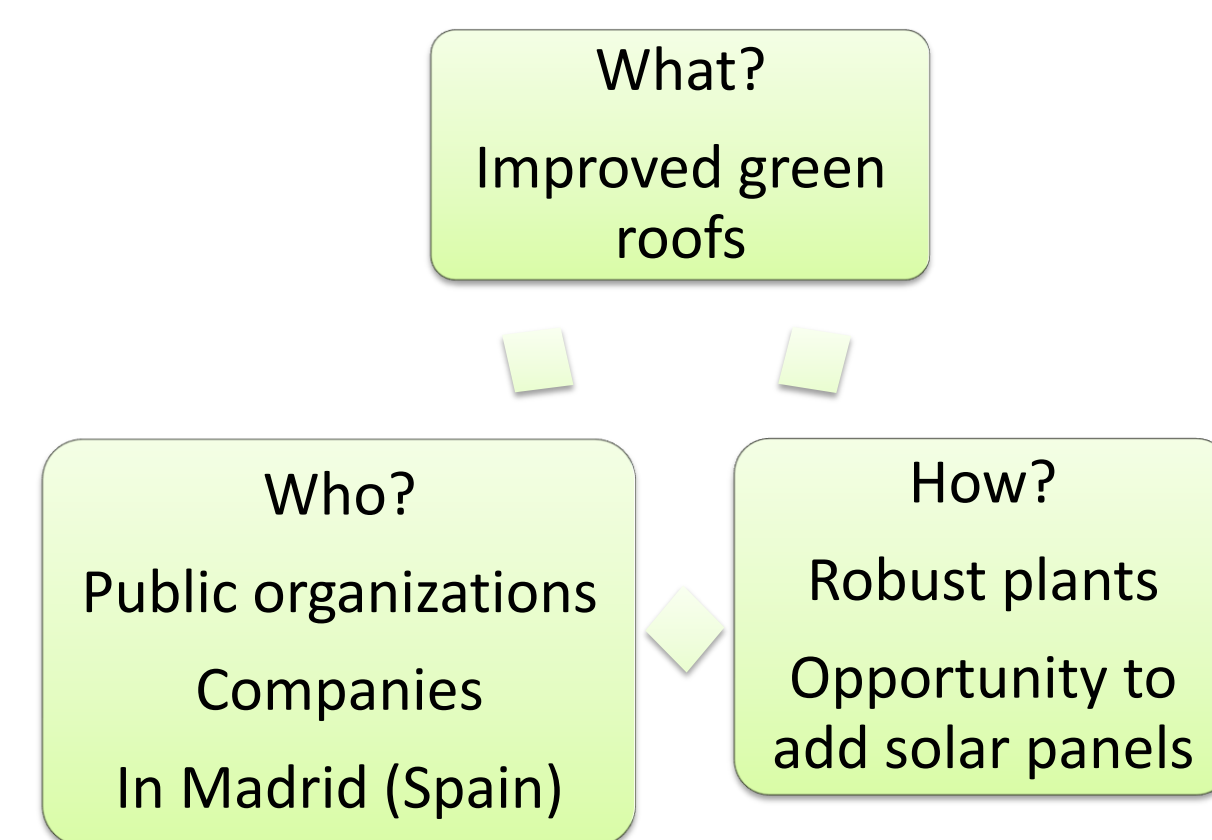 What?
Improved green
roofs
Who?
Public organizations
Companies
In Madrid (Spain)
How?
Robust plants
Opportunity to
add solar panels